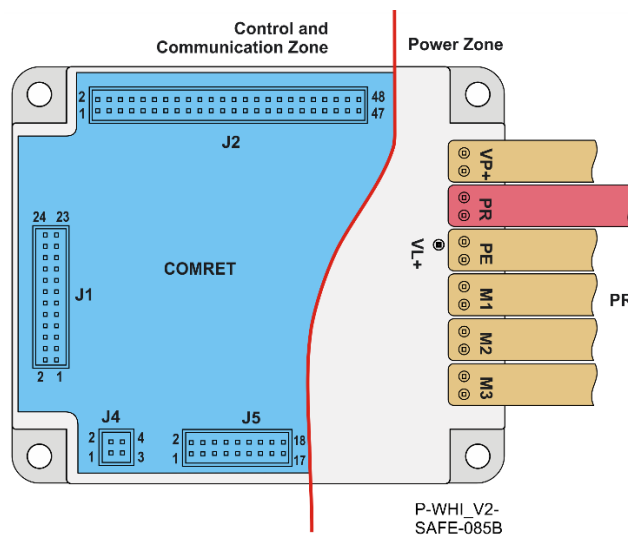 Control and
Communication Zone
Power Zone
2 48
1 47
J2
VP+
PR
24 23
VL+
PE
COMRET
J1
M1
PR
M2
2 1
M3
J4
J5
2 4
2 18
1 3
1 17
P-WHI_V2-
SAFE-085B